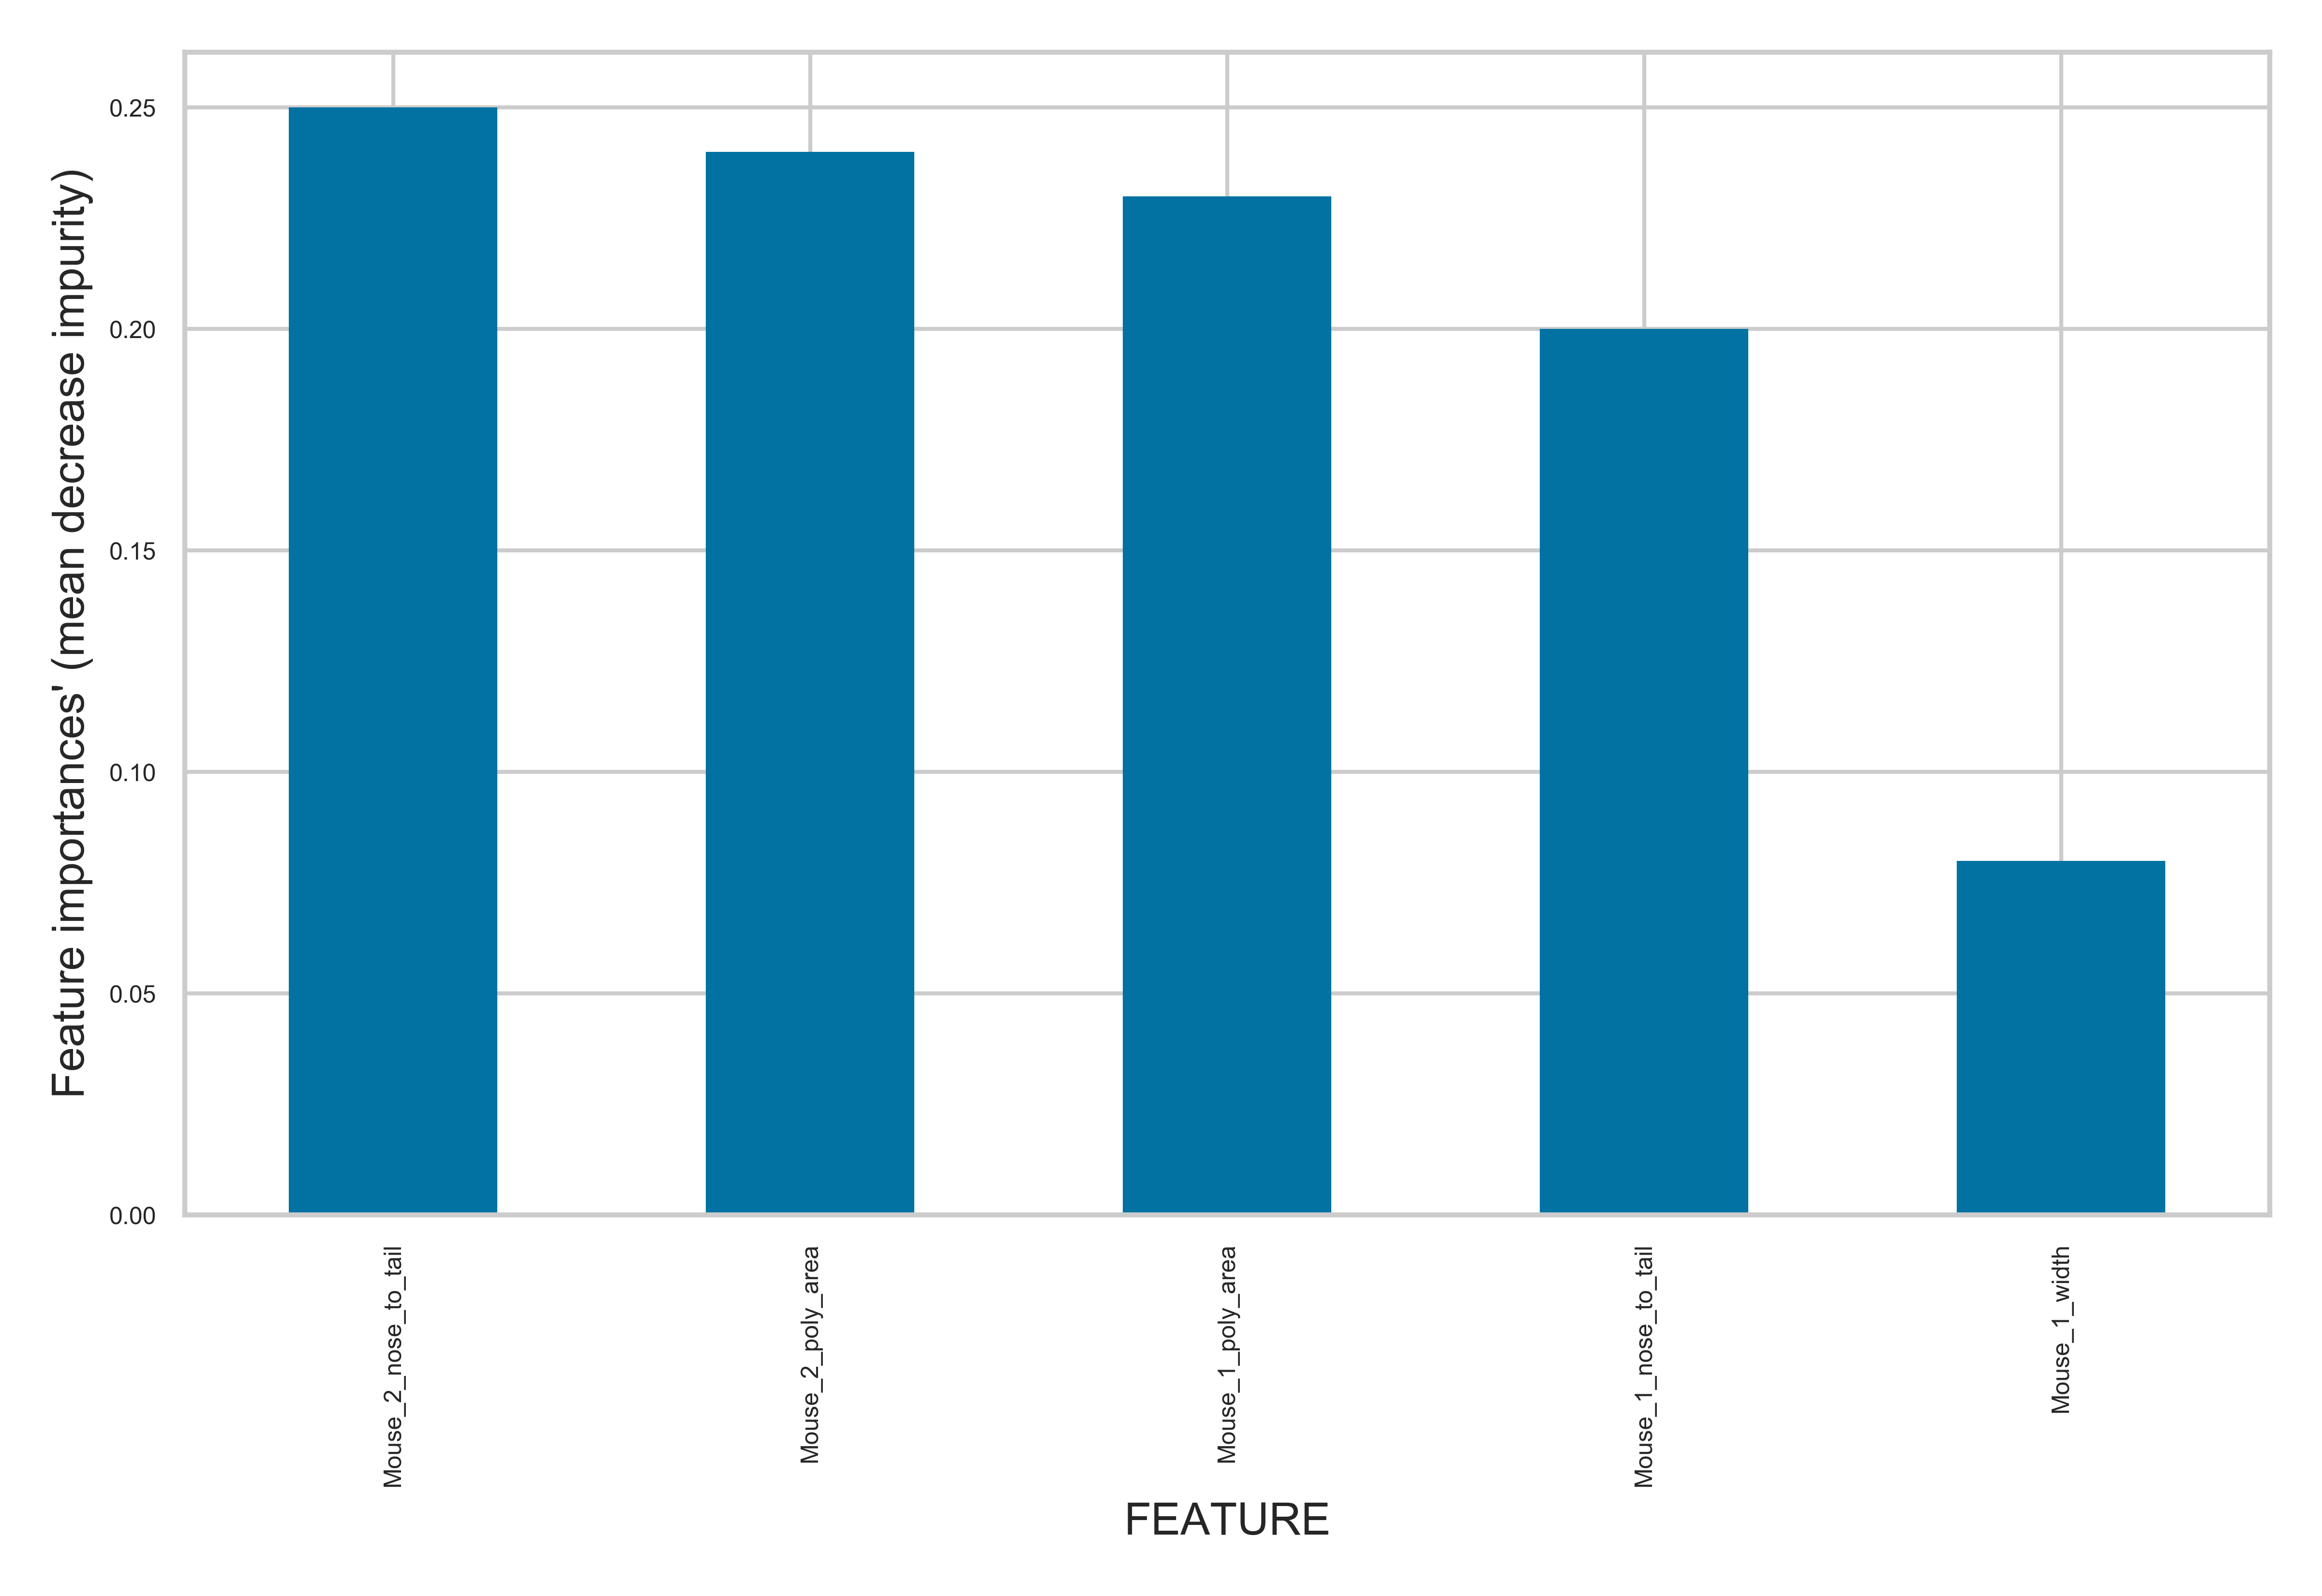 Feature importances' (mean decrease impurity)
0.25
0.20
0.15
0.10
0.05
0.00
Mouse_2_nose_to_tail
Mouse_2_poly_area
Mouse_1_poly_area
Mouse_1_nose_to_tail
Mouse_1_width
FEATURE